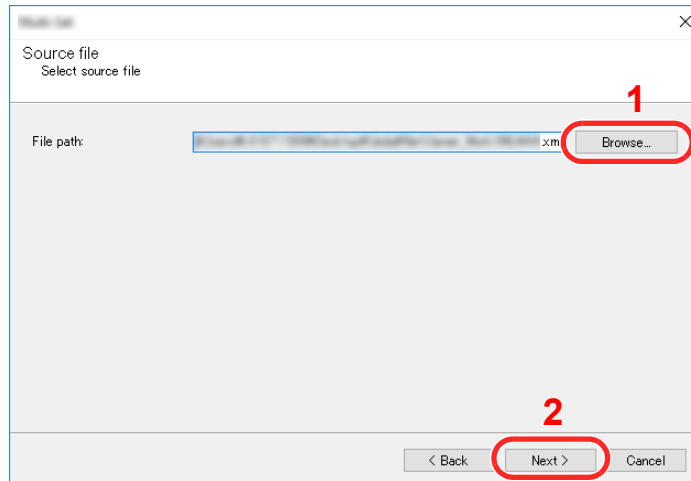 Source file
Select source file
1
File path:
.xm
Browse...
2
< Back
Next >
Cancel